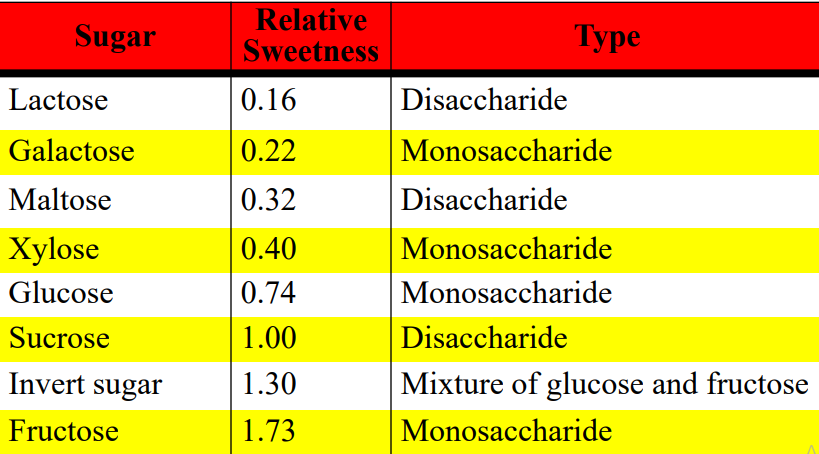 Sugar Relative Sweetness Type
Lactose 0.16 Disaccharide
Galactose 0.22 Monosaccharide
Maltose 0.32 Disaccharide
Xylose 0.40 Monosaccharide
Glucose 0.74 Monosaccharide
Sucrose 1.00 Disaccharide
Invert sugar 1.30 Mixture of glucose and fructose
Fructose 1.73 Monosaccharide